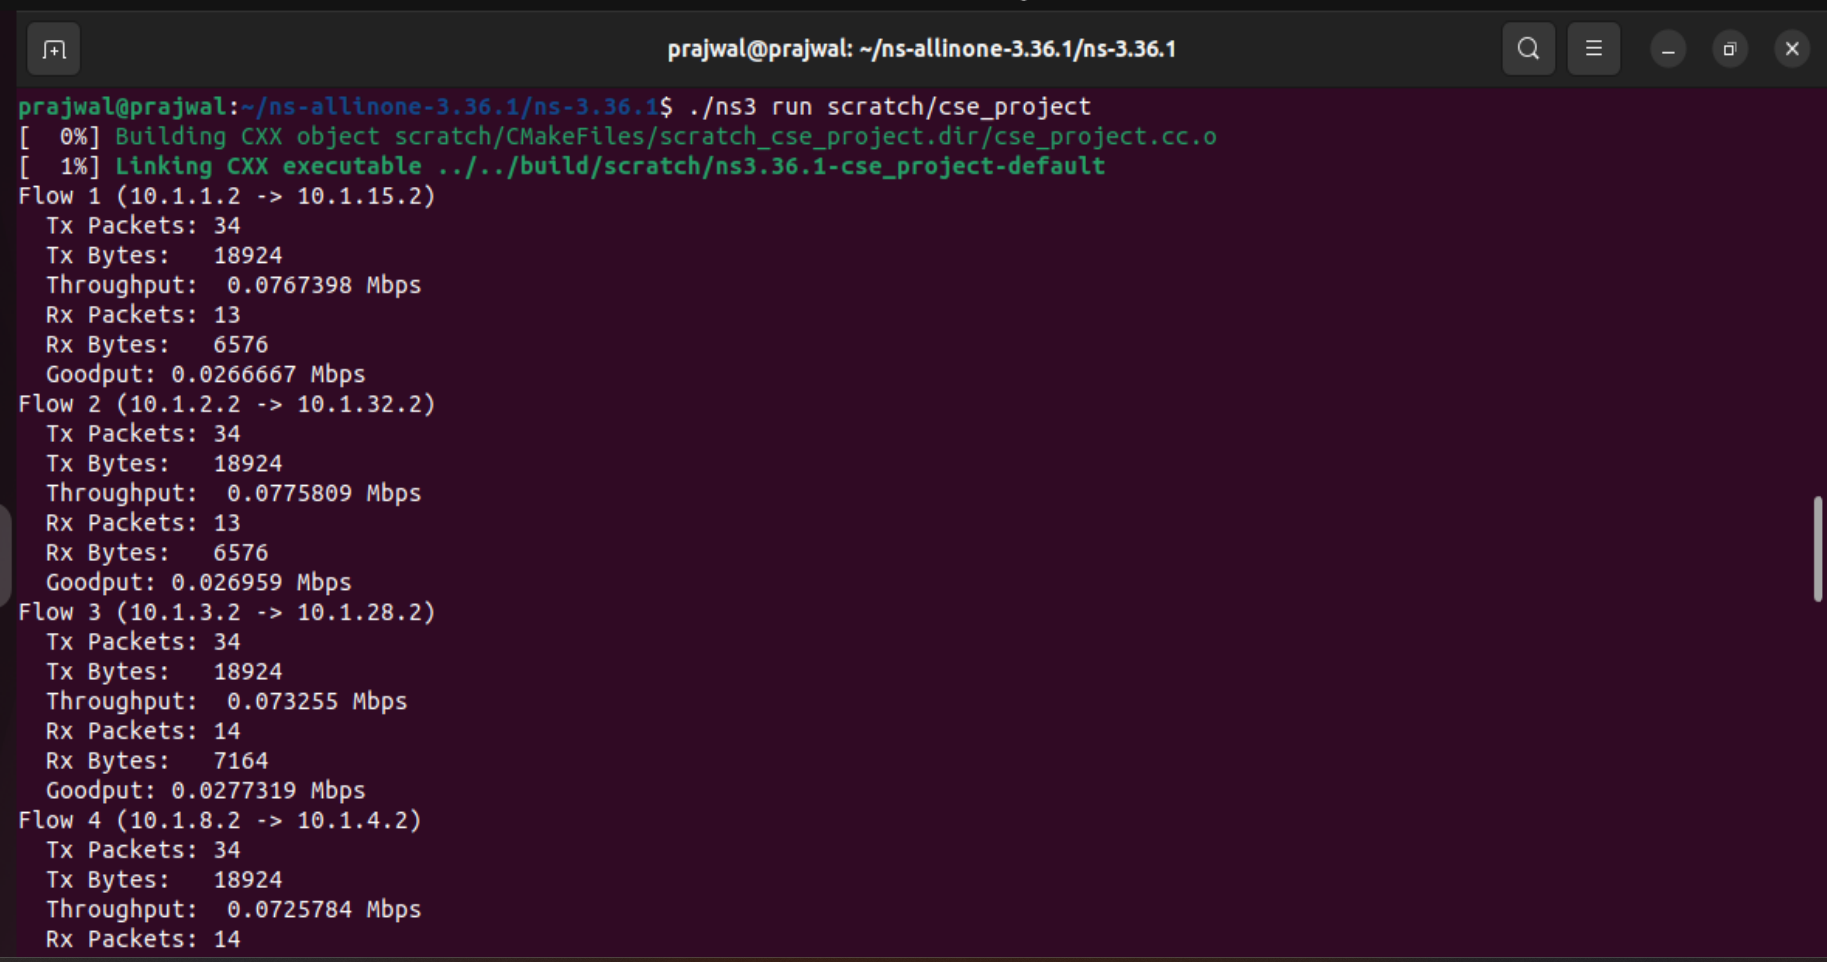 prajwal@prajwal: ~/ns-allinone-3.36.1/ns-3.36.1
prajwal@prajwal:~/ns-allinone-3.36.1/ns-3.36.1$ ./ns3 run scratch/cse_project
[  0%] Building CXX object scratch/CMakeFiles/scratch_cse_project.dir/cse_project.cc.o
[  1%] Linking CXX executable ../../build/scratch/ns3.36.1-cse_project-default
Flow 1 (10.1.1.2 -> 10.1.15.2)
  Tx Packets: 34
  Tx Bytes:   18924
  Throughput:  0.0767398 Mbps
  Rx Packets: 13
  Rx Bytes:   6576
  Goodput: 0.0266667 Mbps
Flow 2 (10.1.2.2 -> 10.1.32.2)
  Tx Packets: 34
  Tx Bytes:   18924
  Throughput:  0.0775809 Mbps
  Rx Packets: 13
  Rx Bytes:   6576
  Goodput: 0.026959 Mbps
Flow 3 (10.1.3.2 -> 10.1.28.2)
  Tx Packets: 34
  Tx Bytes:   18924
  Throughput:  0.073255 Mbps
  Rx Packets: 14
  Rx Bytes:   7164
  Goodput: 0.0277319 Mbps
Flow 4 (10.1.8.2 -> 10.1.4.2)
  Tx Packets: 34
  Tx Bytes:   18924
  Throughput:  0.0725784 Mbps
  Rx Packets: 14